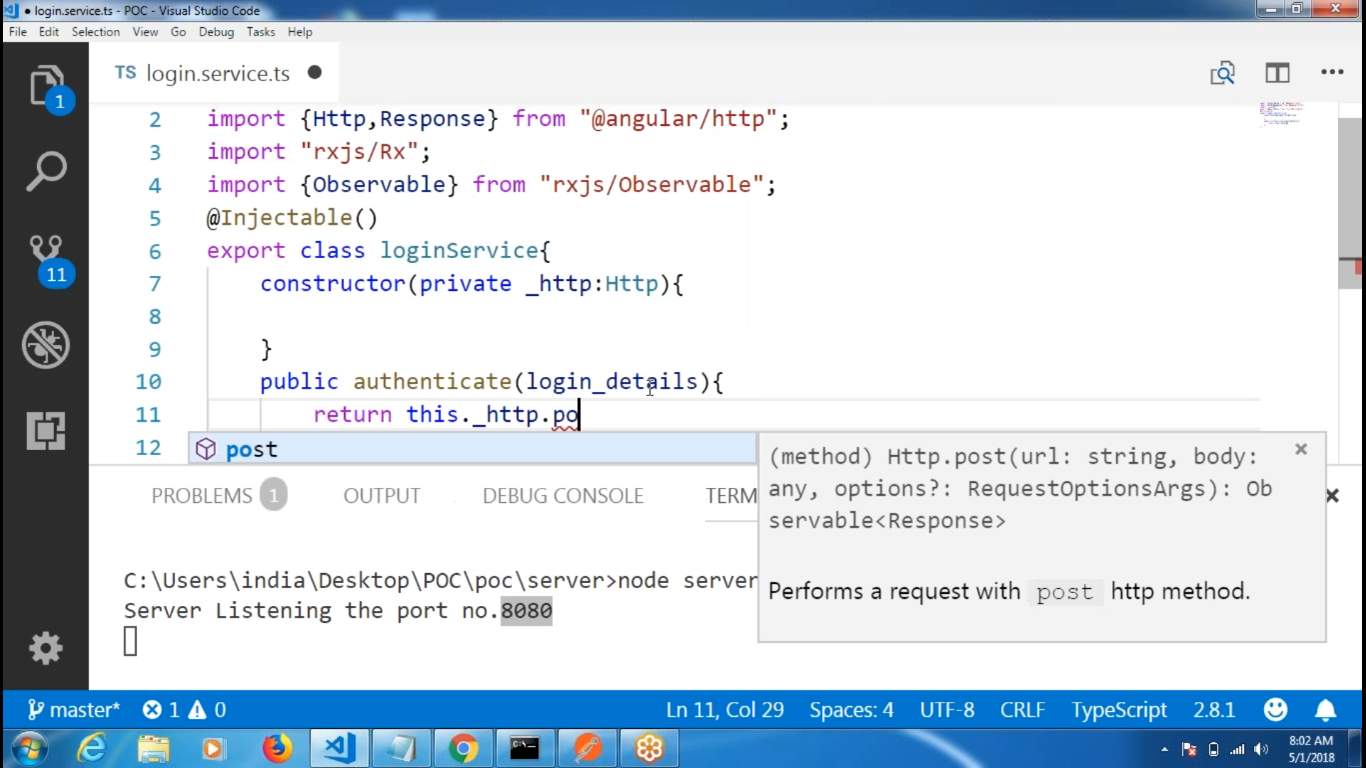 login.service.ts - POC - Visual Studio Code
File Edit Selection View Go Debug Tasks Help
TS login.service.ts
1
11
2 import {Http,Response} from "@angular/http";
3 import "rxjs/Rx";
4 import {Observable} from "rxjs/Observable";
5 @Injectable()
6 export class loginService{
7 constructor(private _http:Http){
8
9 }
10 public authenticate(login_details){
11 return this._http.po
12
post
(method) Http.post(url: string, body:
any, options?: RequestOptionsArgs): Ob
servable<Response>
Performs a request with post http method.
PROBLEMS 1 OUTPUT DEBUG CONSOLE TERM
C:\Users\india\Desktop\POC\poc\server>node server
Server Listening the port no.8080
master* 1 0 Ln 11, Col 29 Spaces: 4 UTF-8 CRLF TypeScript 2.8.1
8:02 AM
5/1/2018